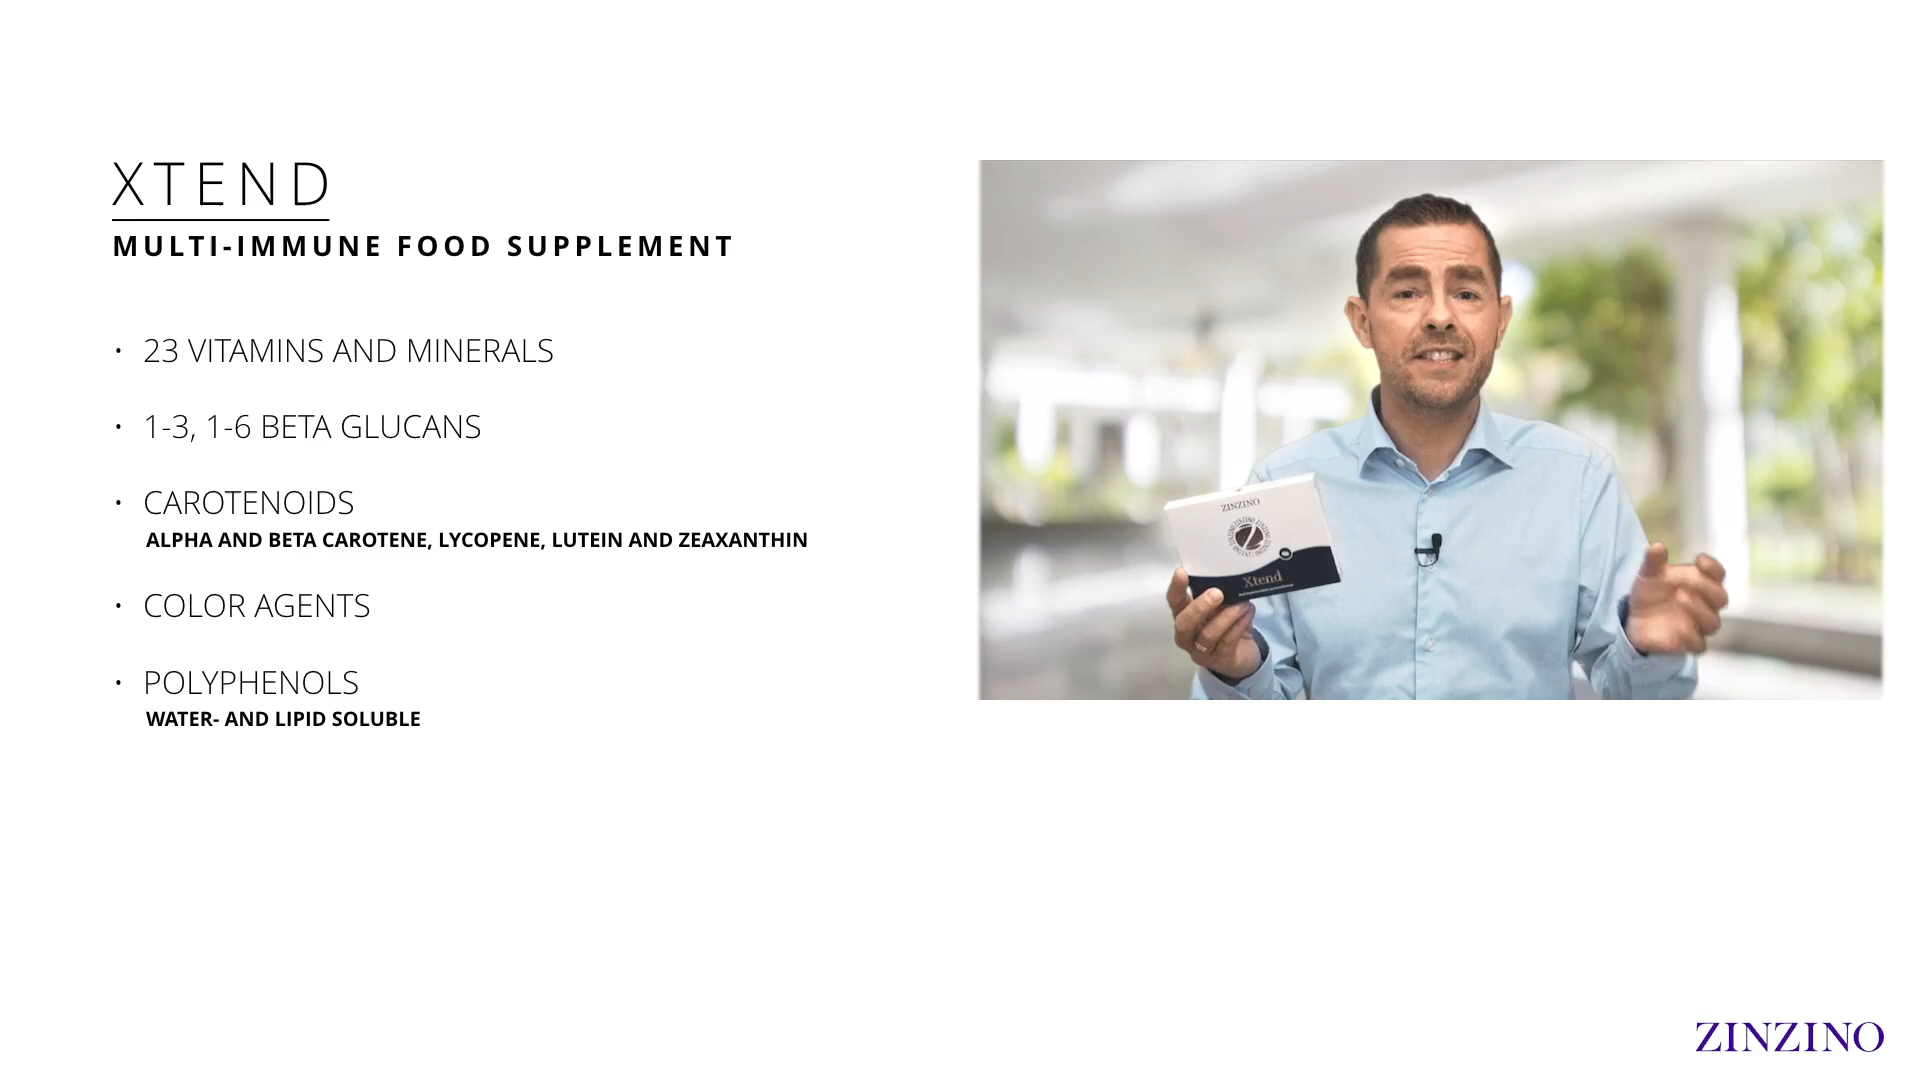 XTEND
MULTI-IMMUNE FOOD SUPPLEMENT
• 23 VITAMINS AND MINERALS
• 1-3, 1-6 BETA GLUCANS
• CAROTENOIDS
ALPHA AND BETA CAROTENE, LYCOPENE, LUTEIN AND ZEAXANTHIN
• COLOR AGENTS
• POLYPHENOLS
WATER- AND LIPID SOLUBLE
ZINZINO
Xtend
ZINZINO